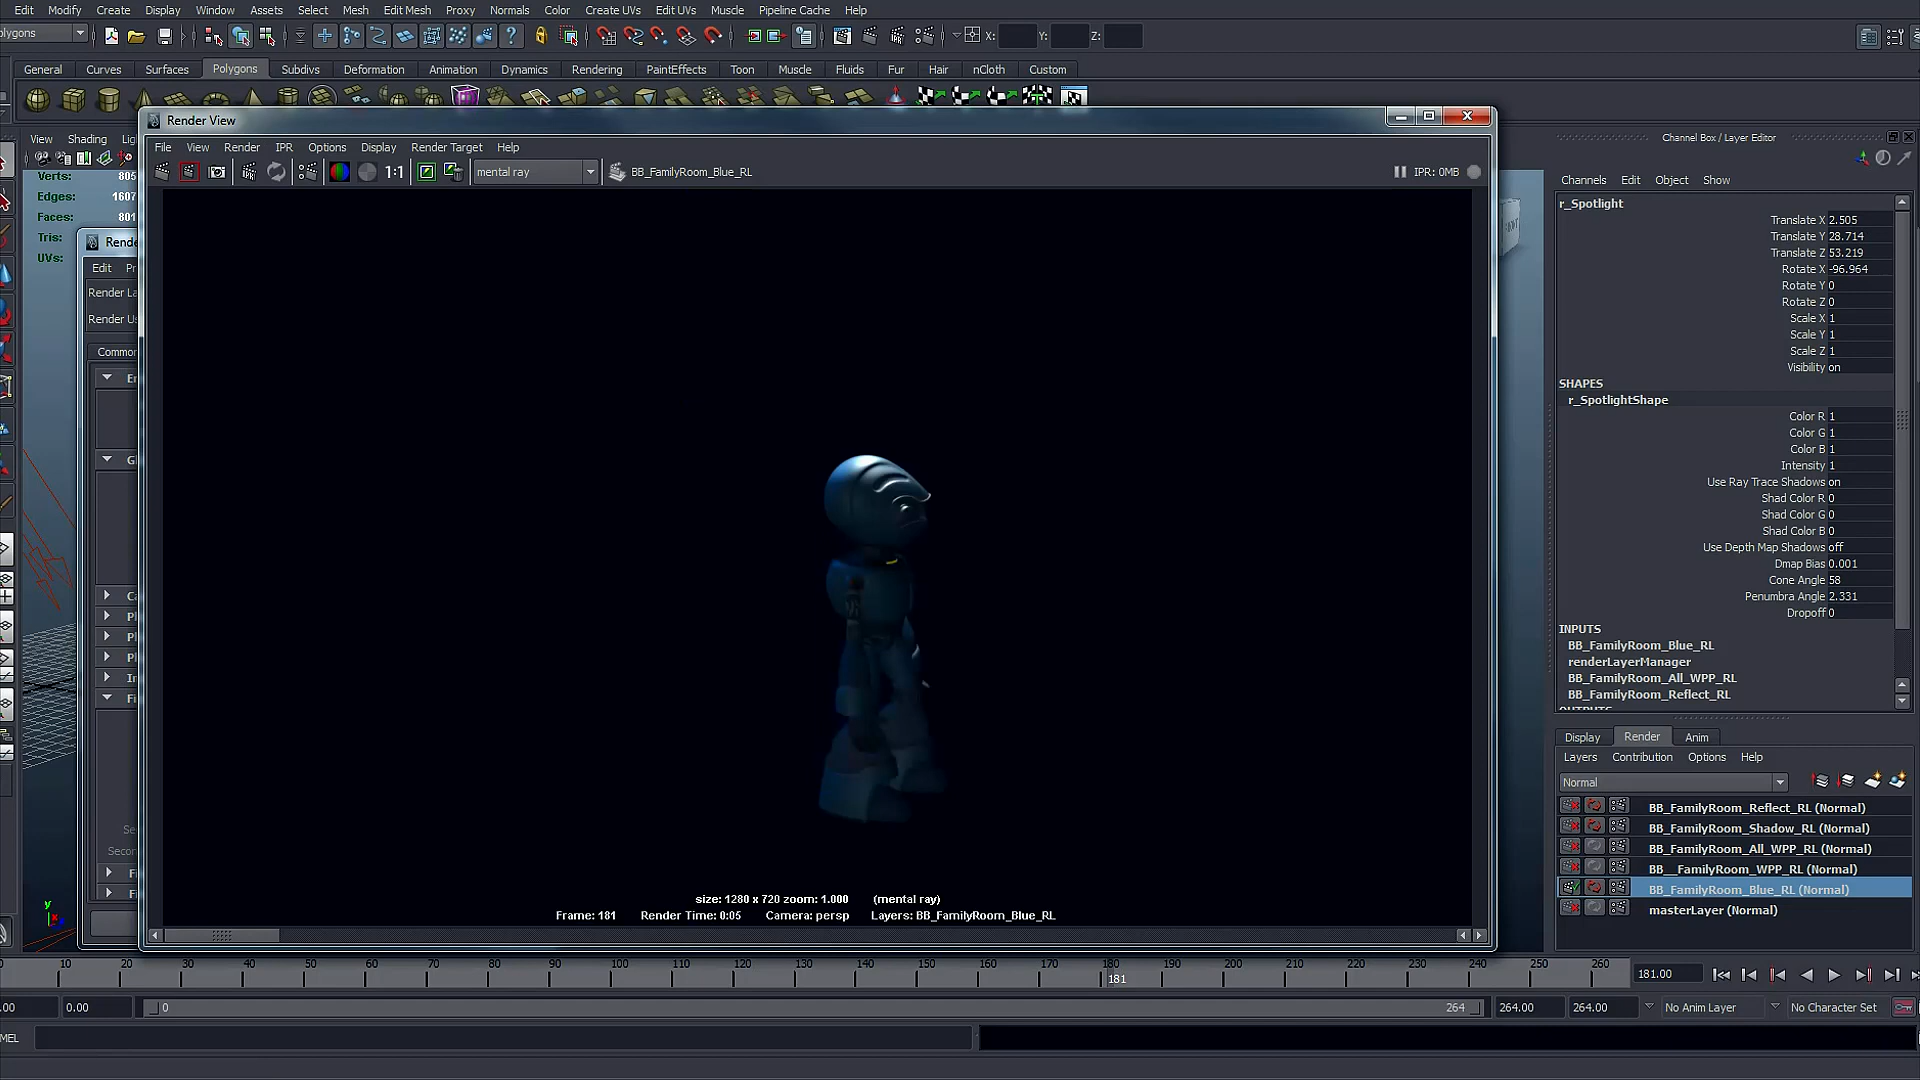 Edit Modify Create Display Window Assets Select Mesh Edit Mesh Proxy Normals Color Create UVs Edit UVs Muscle Pipeline Cache Help
olygons X: Y: Z:
General Curves Surfaces Polygons Subdivs Deformation Animation Dynamics Rendering PaintEffects Toon Muscle Fluids Fur Hair nCloth Custom
View Shading Lig
Verts: 805
Edges: 1607
Faces: 801
Tris:
UVs:
Rende
Edit Pr
Render La
Render Us
Common
Render View
File View Render IPR Options Display Render Target Help
1:1 mental ray BB_FamilyRoom_Blue_RL IPR: 0MB
size: 1280 x 720 zoom: 1.000 (mental ray)
Frame: 181 Render Time: 0:05 Camera: persp Layers: BB_FamilyRoom_Blue_RL
Channel Box / Layer Editor
Channels Edit Object Show
r_Spotlight
Translate X 2.505
Translate Y 28.714
Translate Z 53.219
Rotate X -96.964
Rotate Y 0
Rotate Z 0
Scale X 1
Scale Y 1
Scale Z 1
Visibility on
SHAPES
r_SpotlightShape
Color R 1
Color G 1
Color B 1
Intensity 1
Use Ray Trace Shadows on
Shad Color R 0
Shad Color G 0
Shad Color B 0
Use Depth Map Shadows off
Dmap Bias 0.001
Cone Angle 58
Penumbra Angle 2.331
Dropoff 0
INPUTS
BB_FamilyRoom_Blue_RL
renderLayerManager
BB_FamilyRoom_All_WPP_RL
BB_FamilyRoom_Reflect_RL
Display Render Anim
Layers Contribution Options Help
Normal
BB_FamilyRoom_Reflect_RL (Normal)
BB_FamilyRoom_Shadow_RL (Normal)
BB_FamilyRoom_All_WPP_RL (Normal)
BB__FamilyRoom_WPP_RL (Normal)
BB_FamilyRoom_Blue_RL (Normal)
masterLayer (Normal)
10 20 30 40 50 60 70 80 90 100 110 120 130 140 150 160 170 180 190 200 210 220 230 240 250 260
181 181.00
.00 0.00 0 264 264.00 264.00 No Anim Layer No Character Set
MEL